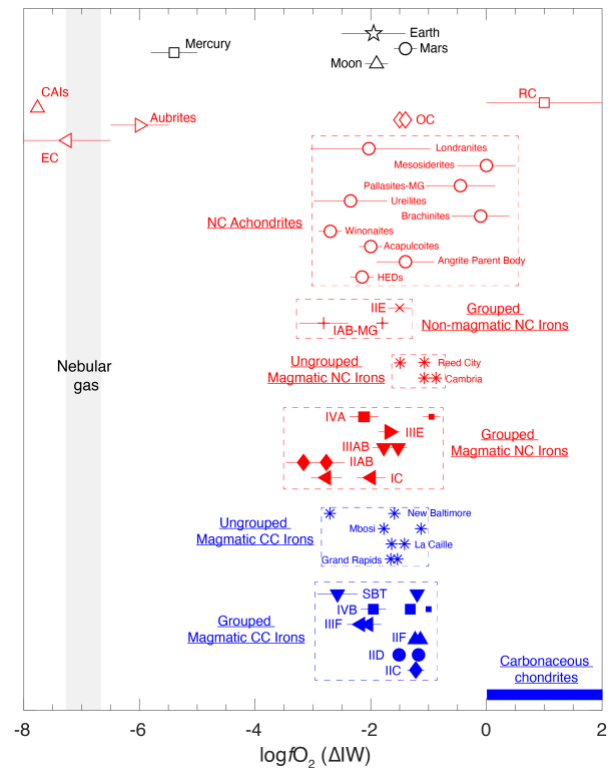 Earth
Mercury
Mars
Moon
CAIs
RC
Aubrites
OC
EC
Londranites
Mesosiderites
Pallasites-MG
Ureilites
NC Achondrites
Brachinites
Winonaites
Acapulcoites
Angrite Parent Body
HEDs
IIE
Grouped
Non-magmatic NC Irons
IAB-MG
Nebular
gas
Ungrouped
Magmatic NC Irons
Reed City
Cambria
IVA
IIIE
Grouped
Magmatic NC Irons
IIIAB
IIAB
IC
Ungrouped
Magmatic CC Irons
New Baltimore
Mbosi
La Caille
Grand Rapids
SBT
IVB
IIIF
Grouped
Magmatic CC Irons
IIF
IID
IIC
Carbonaceous
chondrites
-8 -6 -4 -2 0 2
logfO₂ (ΔIW)